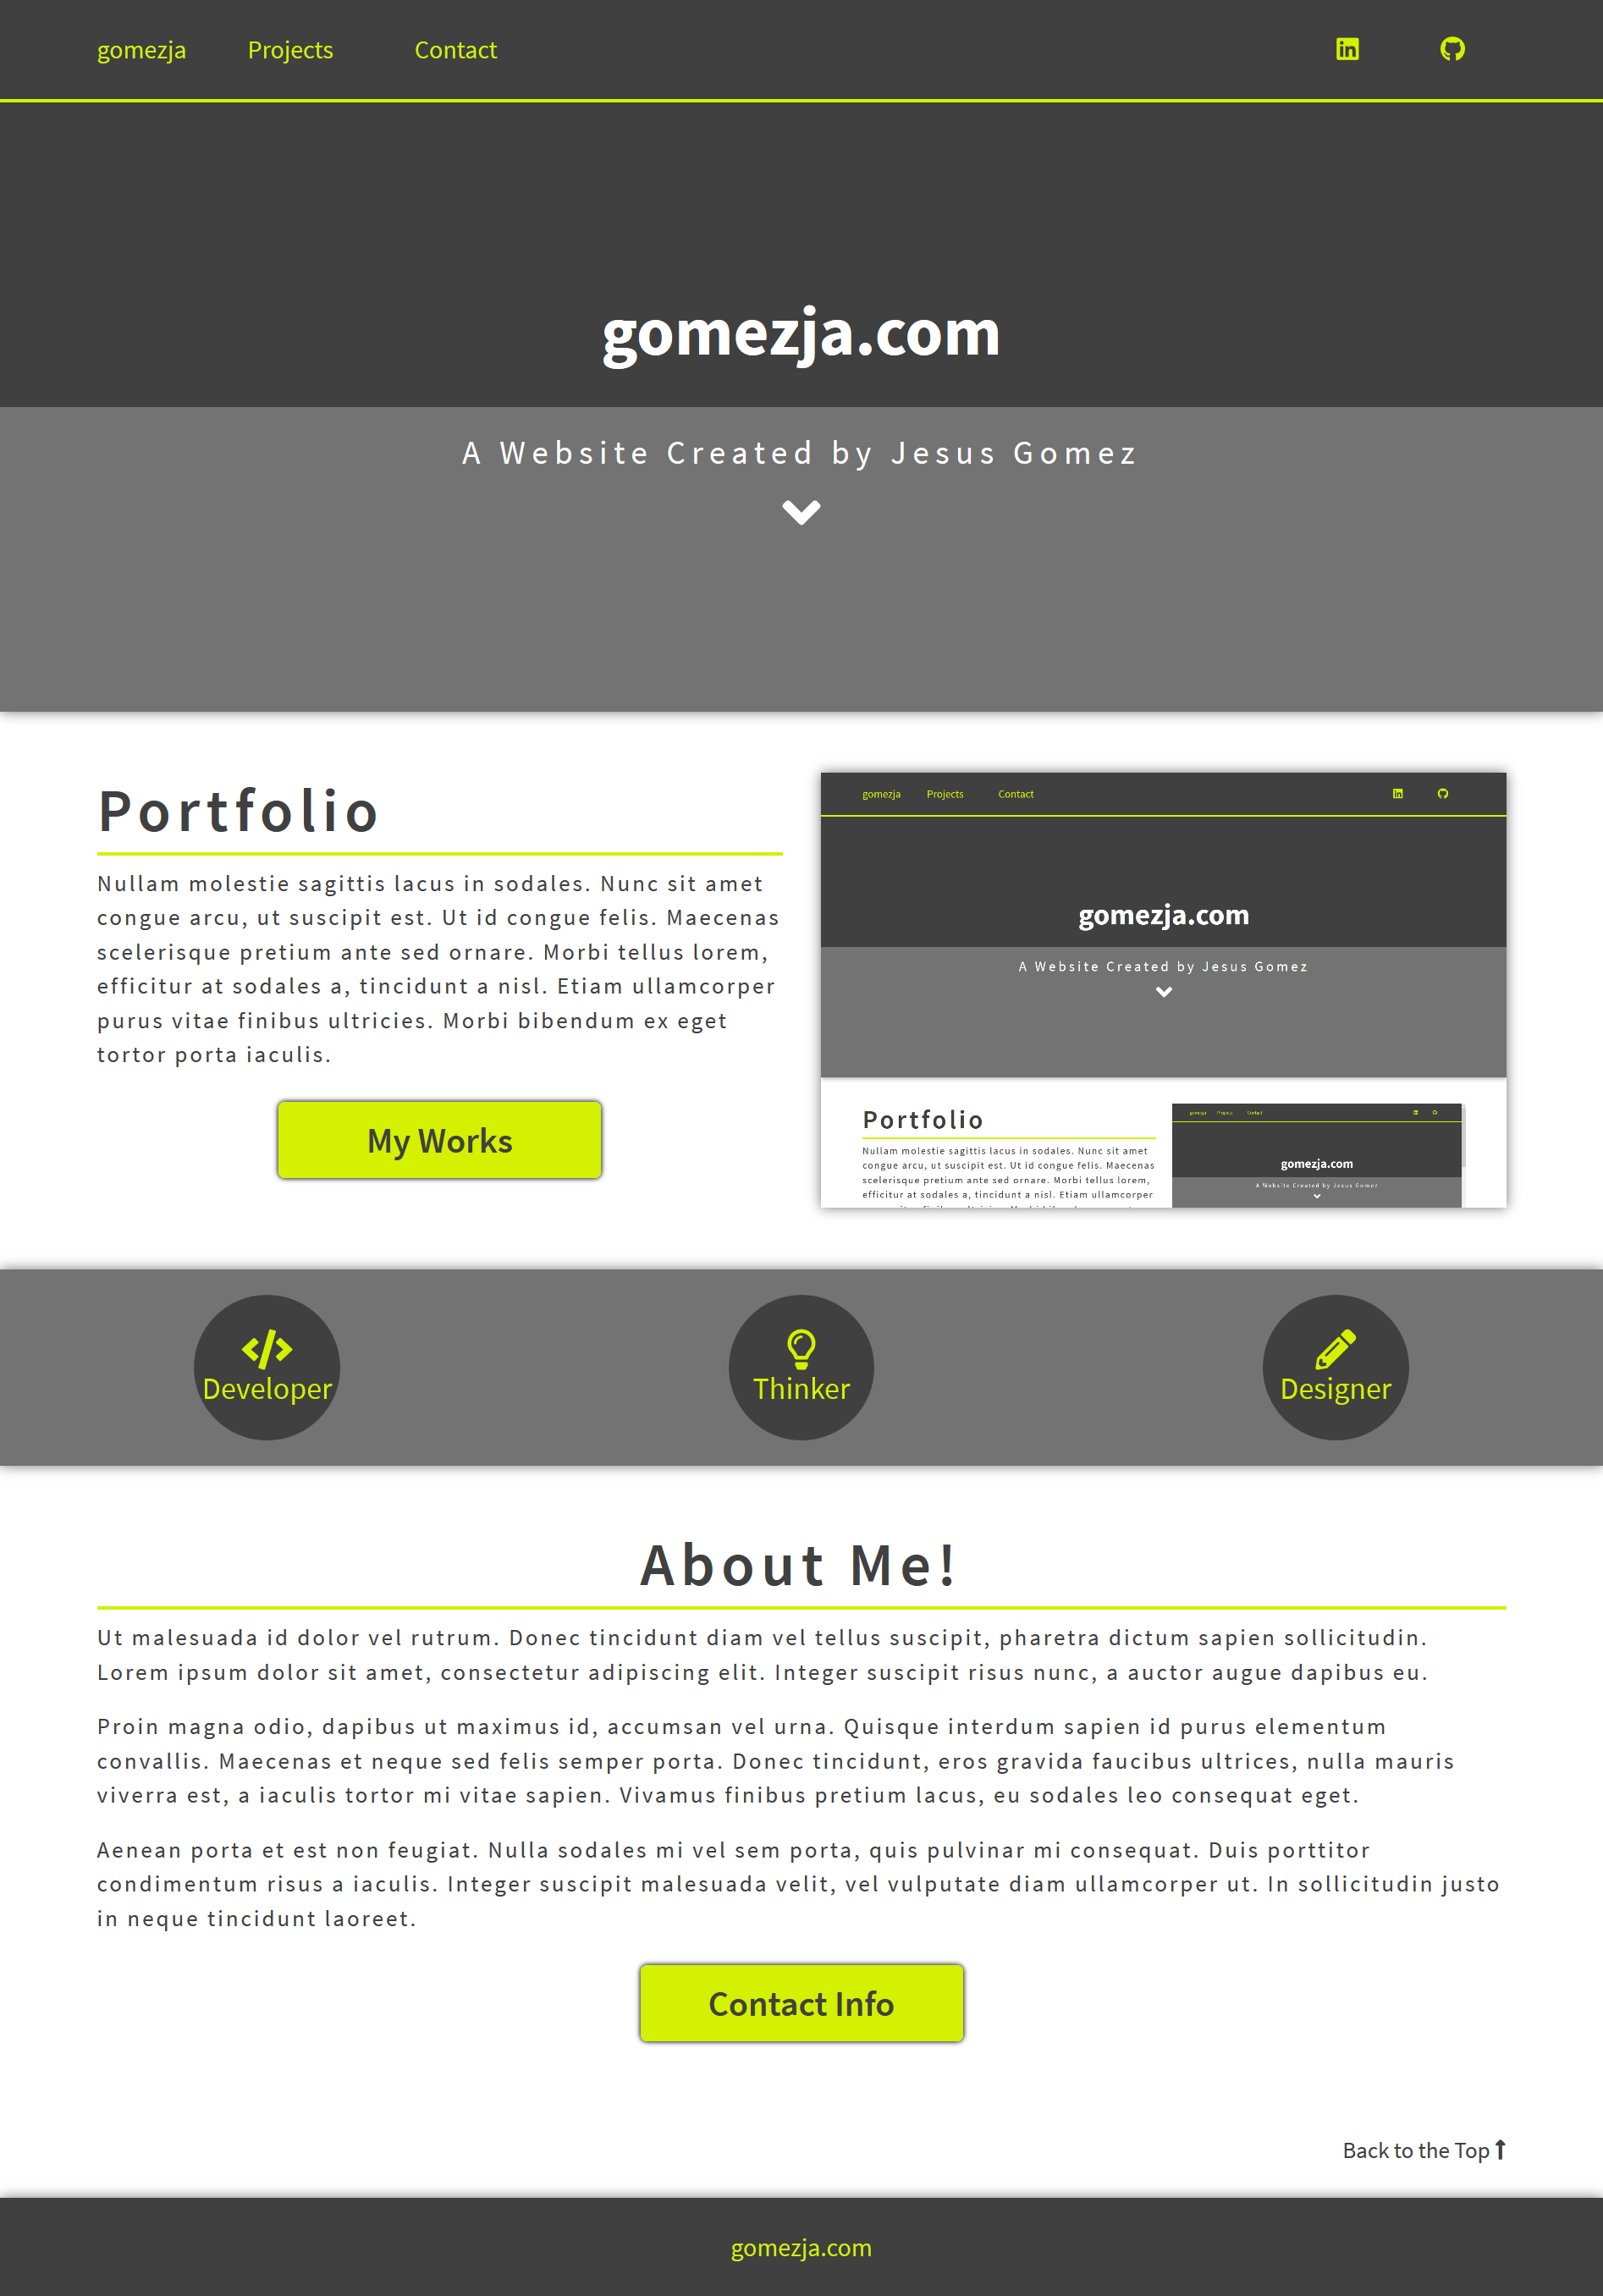 gomezja Projects Contact
gomezja.com
A Website Created by Jesus Gomez
Portfolio
Nullam molestie sagittis lacus in sodales. Nunc sit amet
congue arcu, ut suscipit est. Ut id congue felis. Maecenas
scelerisque pretium ante sed ornare. Morbi tellus lorem,
efficitur at sodales a, tincidunt a nisl. Etiam ullamcorper
purus vitae finibus ultricies. Morbi bibendum ex eget
tortor porta iaculis.
My Works
gomezja Projects Contact
gomezja.com
A Website Created by Jesus Gomez
Portfolio
Nullam molestie sagittis lacus in sodales. Nunc sit amet
congue arcu, ut suscipit est. Ut id congue felis. Maecenas
scelerisque pretium ante sed ornare. Morbi tellus lorem,
efficitur at sodales a, tincidunt a nisl. Etiam ullamcorper
gomezja Projects Contact
gomezja.com
A Website Created by Jesus Gomez
Developer
Thinker
Designer
About Me!
Ut malesuada id dolor vel rutrum. Donec tincidunt diam vel tellus suscipit, pharetra dictum sapien sollicitudin.
Lorem ipsum dolor sit amet, consectetur adipiscing elit. Integer suscipit risus nunc, a auctor augue dapibus eu.
Proin magna odio, dapibus ut maximus id, accumsan vel urna. Quisque interdum sapien id purus elementum
convallis. Maecenas et neque sed felis semper porta. Donec tincidunt, eros gravida faucibus ultrices, nulla mauris
viverra est, a iaculis tortor mi vitae sapien. Vivamus finibus pretium lacus, eu sodales leo consequat eget.
Aenean porta et est non feugiat. Nulla sodales mi vel sem porta, quis pulvinar mi consequat. Duis porttitor
condimentum risus a iaculis. Integer suscipit malesuada velit, vel vulputate diam ullamcorper ut. In sollicitudin justo
in neque tincidunt laoreet.
Contact Info
Back to the Top
gomezja.com